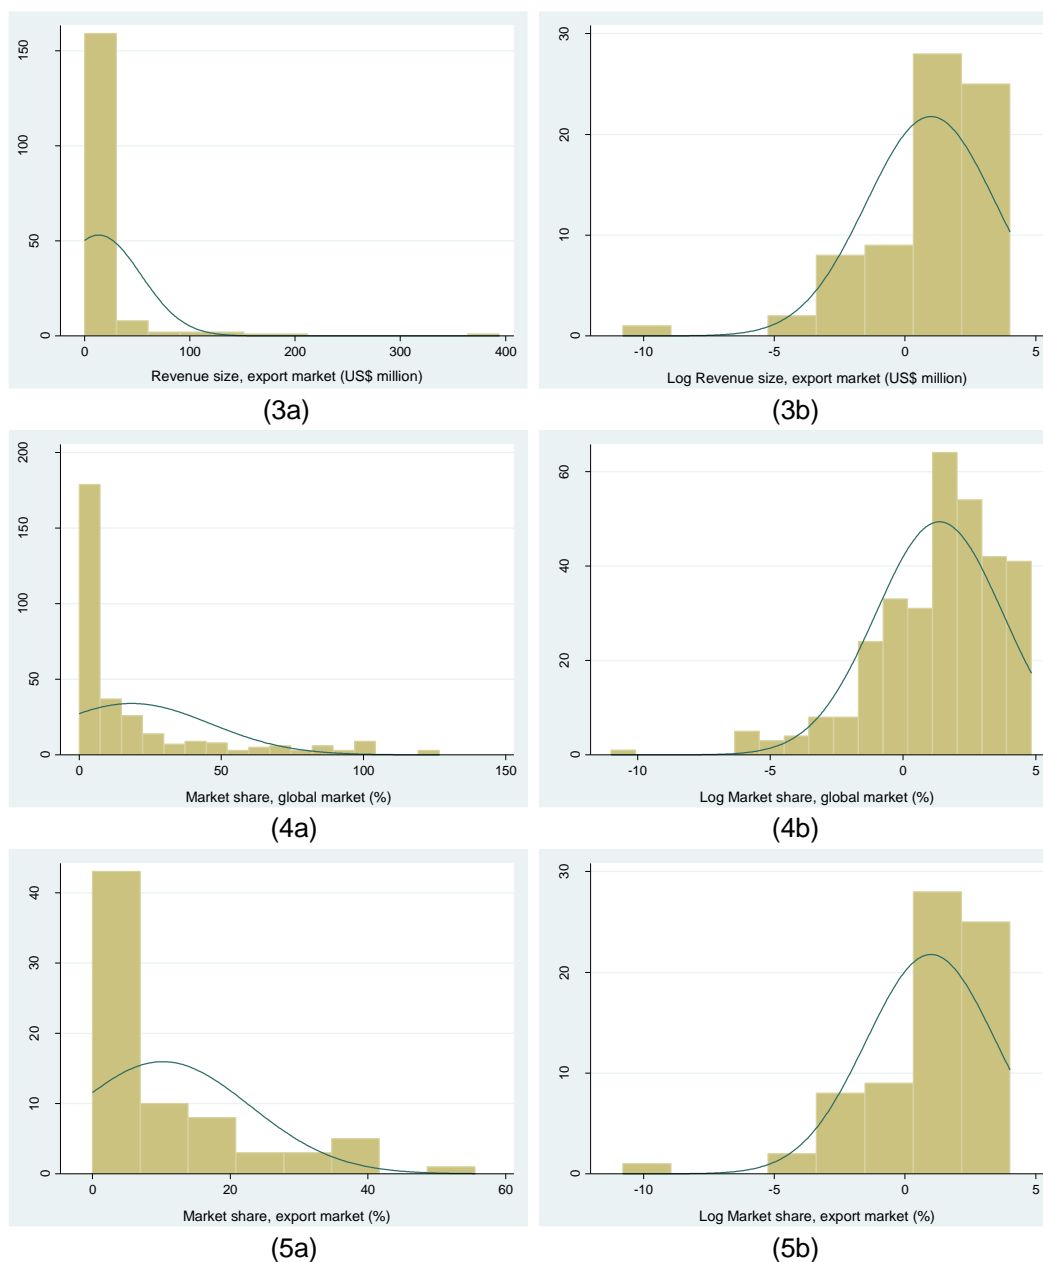 150
100
50
0
0 100 200 300 400
Revenue size, export market (US$ million)
(3a)
30
20
10
0
-10 -5 0 5
Log Revenue size, export market (US$ million)
(3b)
200
150
100
50
0
0 50 100 150
Market share, global market (%)
(4a)
60
40
20
0
-10 -5 0 5
Log Market share, global market (%)
(4b)
40
30
20
10
0
0 20 40 60
Market share, export market (%)
(5a)
30
20
10
0
-10 -5 0 5
Log Market share, export market (%)
(5b)